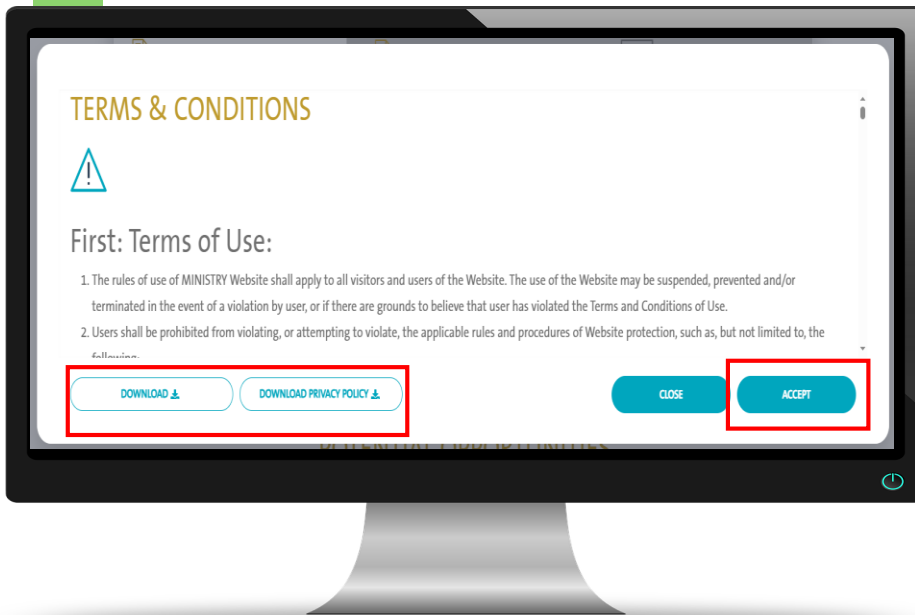 TERMS & CONDITIONS
First: Terms of Use:
1. The rules of use of MINISTRY Website shall apply to all visitors and users of the Website. The use of the Website may be suspended, prevented and/or
terminated in the event of a violation by user, or if there are grounds to believe that user has violated the Terms and Conditions of Use.
2. Users shall be prohibited from violating, or attempting to violate, the applicable rules and procedures of Website protection, such as, but not limited to, the
following:
DOWNLOAD
DOWNLOAD PRIVACY POLICY
CLOSE
ACCEPT
POTENTIAL OPPORTUNITIES